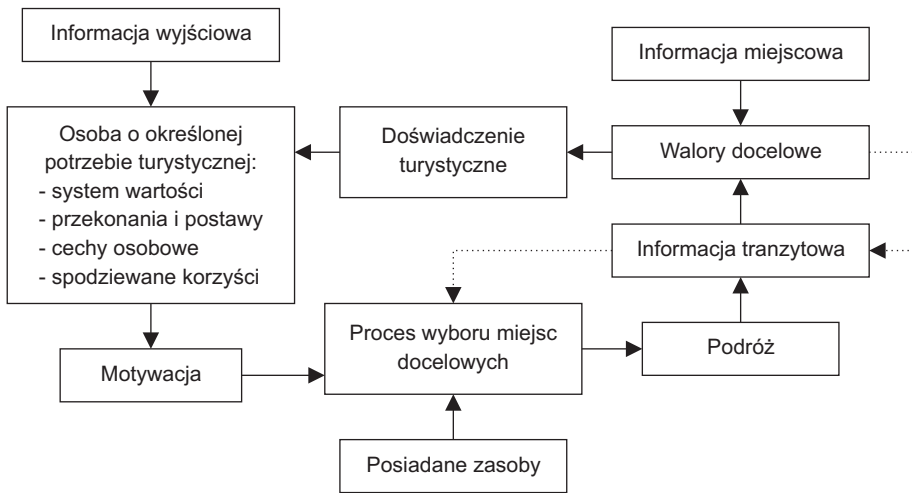 Informacja wyjściowa
Informacja miejscowa
Osoba o określonej
potrzebie turystycznej:
- system wartości
- przekonania i postawy
- cechy osobowe
- spodziewane korzyści
Doświadczenie
turystyczne
Walory docelowe
Informacja tranzytowa
Motywacja
Proces wyboru miejsc
docelowych
Podróż
Posiadane zasoby